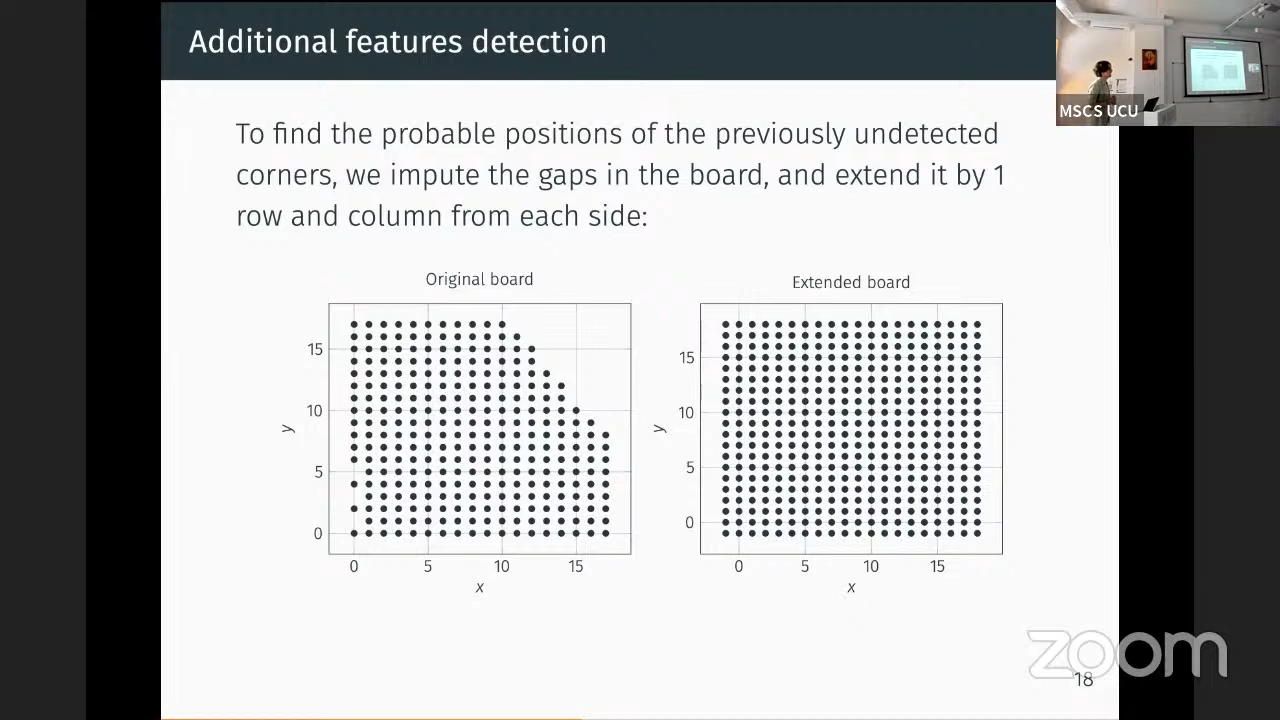 Additional features detection
MSCS UCU
To find the probable positions of the previously undetected
corners, we impute the gaps in the board, and extend it by 1
row and column from each side:
Original board
15
10
5
0
y
0 5 10 15
x
Extended board
15
10
5
0
y
0 5 10 15
x
zoom
18